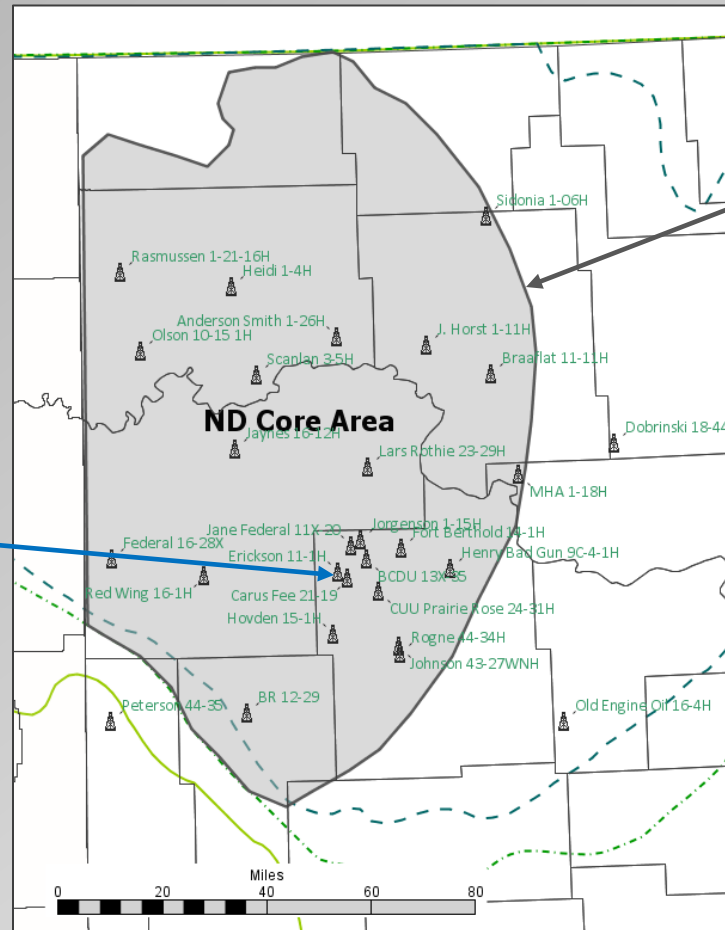 Sidonia 1-06H
Rasmussen 1-21-16H
Heidi 1-4H
Anderson Smith 1-26H
J. Horst 1-11H
Olson 10-15 1H
Scanlan 3-5H
Braaflat 11-11H
ND Core Area
Jaynes 16-12H
Dobrinski 18-44
Lars Rothie 23-29H
MHA 1-18H
Jorgenson 1-15H
Jane Federal 11X-20
Fort Berthold 14-1H
Federal 16-28X
Erickson 11-1H
Henry Bad Gun 9C-4-1H
BCDU 13X-35
Red Wing 16-1H
Carus Fee 21-19
CUU Prairie Rose 24-31H
Hovden 15-1H
Rogne 44-34H
Johnson 43-27WNH
Peterson 44-35
BR 12-29
Old Engine Oil 16-4H
Miles
0 20 40 60 80